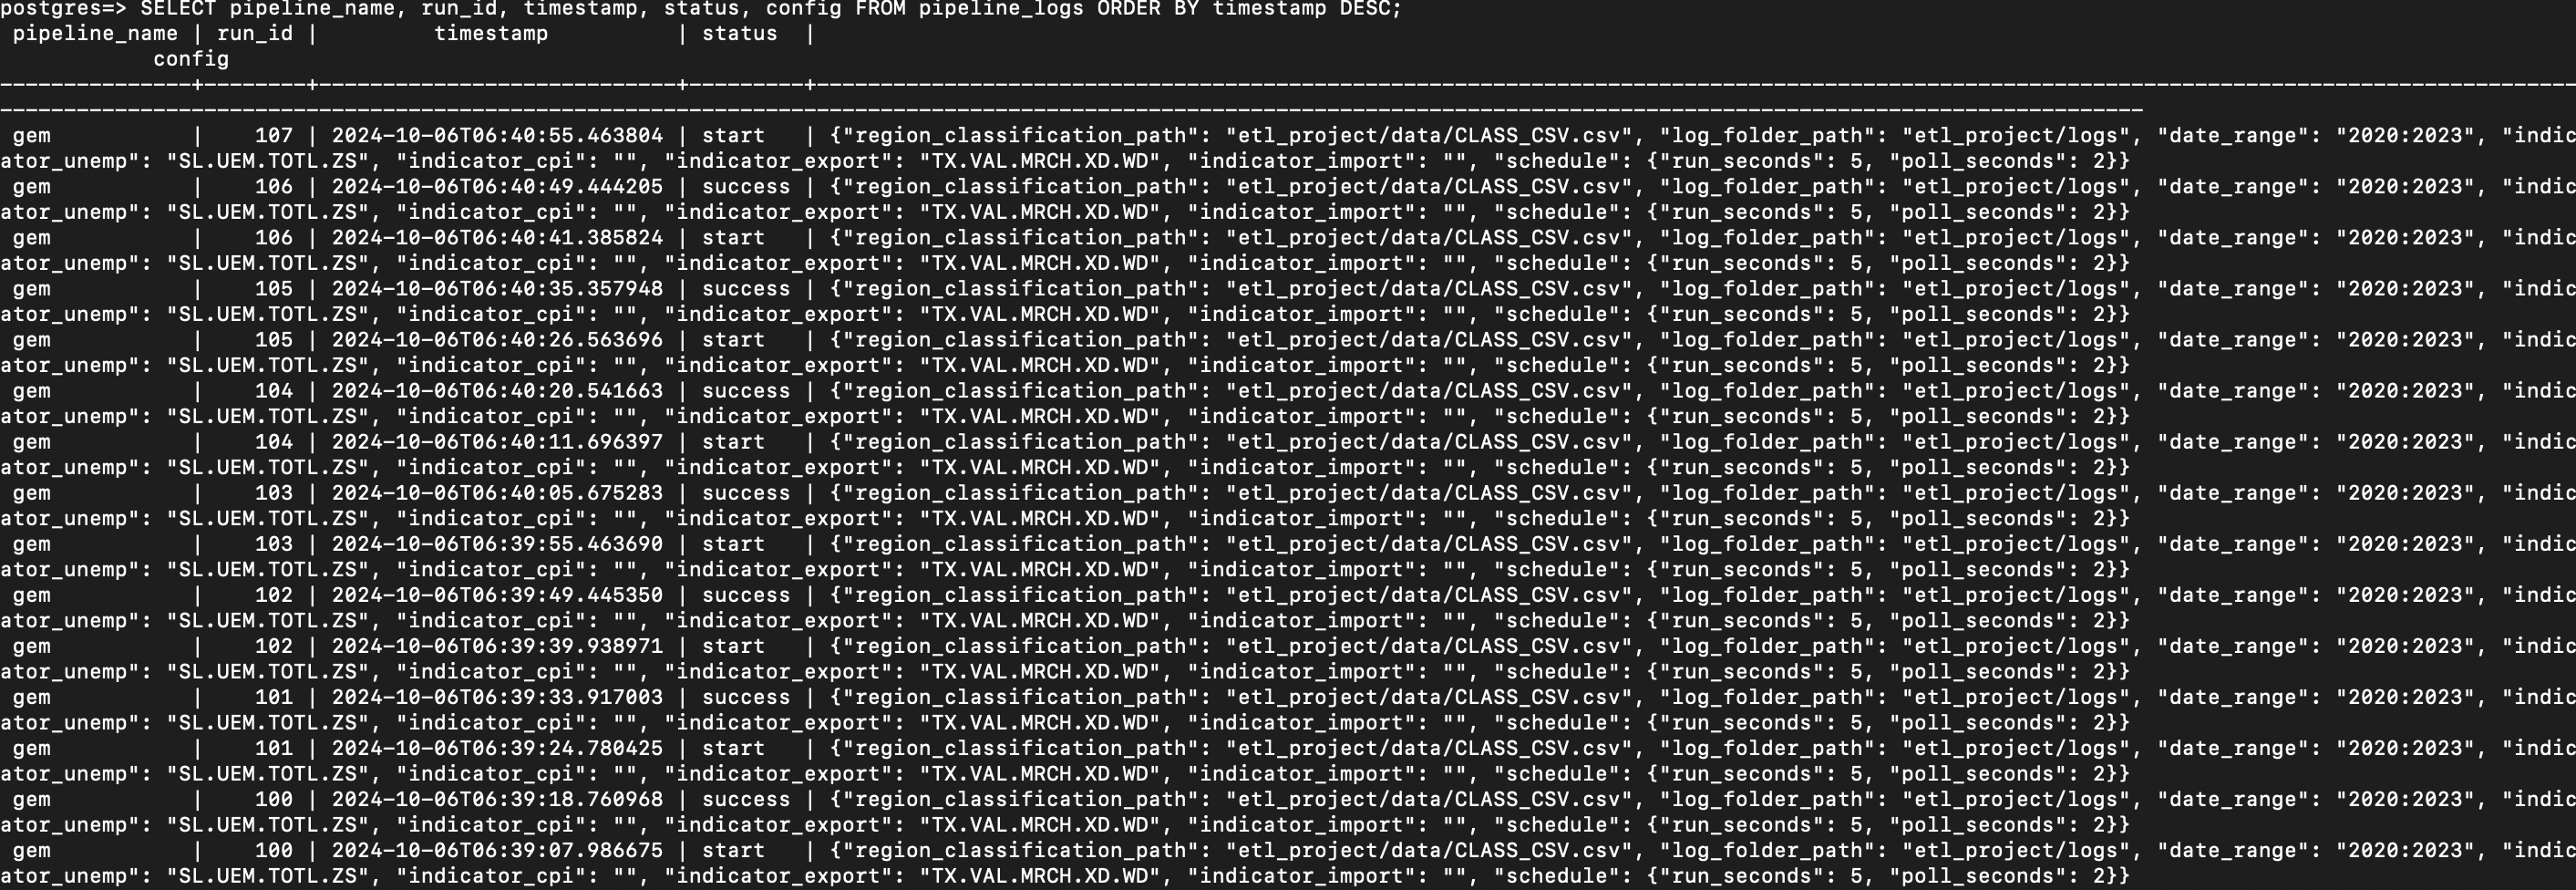 postgres=> SELECT pipeline_name, run_id, timestamp, status, config FROM pipeline_logs ORDER BY timestamp DESC;
 pipeline_name | run_id |         timestamp          | status  |
            config
---------------+--------+----------------------------+---------+------------------------------------------------------------------------------------------------------------------------------------------
------------------------------------------------------------------------------------------------------------------------------------------------------------------------
 gem           |    107 | 2024-10-06T06:40:55.463804 | start   | {"region_classification_path": "etl_project/data/CLASS_CSV.csv", "log_folder_path": "etl_project/logs", "date_range": "2020:2023", "indic
ator_unemp": "SL.UEM.TOTL.ZS", "indicator_cpi": "", "indicator_export": "TX.VAL.MRCH.XD.WD", "indicator_import": "", "schedule": {"run_seconds": 5, "poll_seconds": 2}}
 gem           |    106 | 2024-10-06T06:40:49.444205 | success | {"region_classification_path": "etl_project/data/CLASS_CSV.csv", "log_folder_path": "etl_project/logs", "date_range": "2020:2023", "indic
ator_unemp": "SL.UEM.TOTL.ZS", "indicator_cpi": "", "indicator_export": "TX.VAL.MRCH.XD.WD", "indicator_import": "", "schedule": {"run_seconds": 5, "poll_seconds": 2}}
 gem           |    106 | 2024-10-06T06:40:41.385824 | start   | {"region_classification_path": "etl_project/data/CLASS_CSV.csv", "log_folder_path": "etl_project/logs", "date_range": "2020:2023", "indic
ator_unemp": "SL.UEM.TOTL.ZS", "indicator_cpi": "", "indicator_export": "TX.VAL.MRCH.XD.WD", "indicator_import": "", "schedule": {"run_seconds": 5, "poll_seconds": 2}}
 gem           |    105 | 2024-10-06T06:40:35.357948 | success | {"region_classification_path": "etl_project/data/CLASS_CSV.csv", "log_folder_path": "etl_project/logs", "date_range": "2020:2023", "indic
ator_unemp": "SL.UEM.TOTL.ZS", "indicator_cpi": "", "indicator_export": "TX.VAL.MRCH.XD.WD", "indicator_import": "", "schedule": {"run_seconds": 5, "poll_seconds": 2}}
 gem           |    105 | 2024-10-06T06:40:26.563696 | start   | {"region_classification_path": "etl_project/data/CLASS_CSV.csv", "log_folder_path": "etl_project/logs", "date_range": "2020:2023", "indic
ator_unemp": "SL.UEM.TOTL.ZS", "indicator_cpi": "", "indicator_export": "TX.VAL.MRCH.XD.WD", "indicator_import": "", "schedule": {"run_seconds": 5, "poll_seconds": 2}}
 gem           |    104 | 2024-10-06T06:40:20.541663 | success | {"region_classification_path": "etl_project/data/CLASS_CSV.csv", "log_folder_path": "etl_project/logs", "date_range": "2020:2023", "indic
ator_unemp": "SL.UEM.TOTL.ZS", "indicator_cpi": "", "indicator_export": "TX.VAL.MRCH.XD.WD", "indicator_import": "", "schedule": {"run_seconds": 5, "poll_seconds": 2}}
 gem           |    104 | 2024-10-06T06:40:11.696397 | start   | {"region_classification_path": "etl_project/data/CLASS_CSV.csv", "log_folder_path": "etl_project/logs", "date_range": "2020:2023", "indic
ator_unemp": "SL.UEM.TOTL.ZS", "indicator_cpi": "", "indicator_export": "TX.VAL.MRCH.XD.WD", "indicator_import": "", "schedule": {"run_seconds": 5, "poll_seconds": 2}}
 gem           |    103 | 2024-10-06T06:40:05.675283 | success | {"region_classification_path": "etl_project/data/CLASS_CSV.csv", "log_folder_path": "etl_project/logs", "date_range": "2020:2023", "indic
ator_unemp": "SL.UEM.TOTL.ZS", "indicator_cpi": "", "indicator_export": "TX.VAL.MRCH.XD.WD", "indicator_import": "", "schedule": {"run_seconds": 5, "poll_seconds": 2}}
 gem           |    103 | 2024-10-06T06:39:55.463690 | start   | {"region_classification_path": "etl_project/data/CLASS_CSV.csv", "log_folder_path": "etl_project/logs", "date_range": "2020:2023", "indic
ator_unemp": "SL.UEM.TOTL.ZS", "indicator_cpi": "", "indicator_export": "TX.VAL.MRCH.XD.WD", "indicator_import": "", "schedule": {"run_seconds": 5, "poll_seconds": 2}}
 gem           |    102 | 2024-10-06T06:39:49.445350 | success | {"region_classification_path": "etl_project/data/CLASS_CSV.csv", "log_folder_path": "etl_project/logs", "date_range": "2020:2023", "indic
ator_unemp": "SL.UEM.TOTL.ZS", "indicator_cpi": "", "indicator_export": "TX.VAL.MRCH.XD.WD", "indicator_import": "", "schedule": {"run_seconds": 5, "poll_seconds": 2}}
 gem           |    102 | 2024-10-06T06:39:39.938971 | start   | {"region_classification_path": "etl_project/data/CLASS_CSV.csv", "log_folder_path": "etl_project/logs", "date_range": "2020:2023", "indic
ator_unemp": "SL.UEM.TOTL.ZS", "indicator_cpi": "", "indicator_export": "TX.VAL.MRCH.XD.WD", "indicator_import": "", "schedule": {"run_seconds": 5, "poll_seconds": 2}}
 gem           |    101 | 2024-10-06T06:39:33.917003 | success | {"region_classification_path": "etl_project/data/CLASS_CSV.csv", "log_folder_path": "etl_project/logs", "date_range": "2020:2023", "indic
ator_unemp": "SL.UEM.TOTL.ZS", "indicator_cpi": "", "indicator_export": "TX.VAL.MRCH.XD.WD", "indicator_import": "", "schedule": {"run_seconds": 5, "poll_seconds": 2}}
 gem           |    101 | 2024-10-06T06:39:24.780425 | start   | {"region_classification_path": "etl_project/data/CLASS_CSV.csv", "log_folder_path": "etl_project/logs", "date_range": "2020:2023", "indic
ator_unemp": "SL.UEM.TOTL.ZS", "indicator_cpi": "", "indicator_export": "TX.VAL.MRCH.XD.WD", "indicator_import": "", "schedule": {"run_seconds": 5, "poll_seconds": 2}}
 gem           |    100 | 2024-10-06T06:39:18.760968 | success | {"region_classification_path": "etl_project/data/CLASS_CSV.csv", "log_folder_path": "etl_project/logs", "date_range": "2020:2023", "indic
ator_unemp": "SL.UEM.TOTL.ZS", "indicator_cpi": "", "indicator_export": "TX.VAL.MRCH.XD.WD", "indicator_import": "", "schedule": {"run_seconds": 5, "poll_seconds": 2}}
 gem           |    100 | 2024-10-06T06:39:07.986675 | start   | {"region_classification_path": "etl_project/data/CLASS_CSV.csv", "log_folder_path": "etl_project/logs", "date_range": "2020:2023", "indic
ator_unemp": "SL.UEM.TOTL.ZS", "indicator_cpi": "", "indicator_export": "TX.VAL.MRCH.XD.WD", "indicator_import": "", "schedule": {"run_seconds": 5, "poll_seconds": 2}}